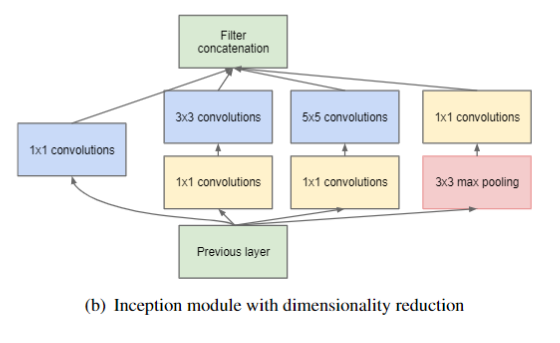 Filter
concatenation
3x3 convolutions
5x5 convolutions
1x1 convolutions
1x1 convolutions
1x1 convolutions
1x1 convolutions
3x3 max pooling
Previous layer
(b) Inception module with dimensionality reduction